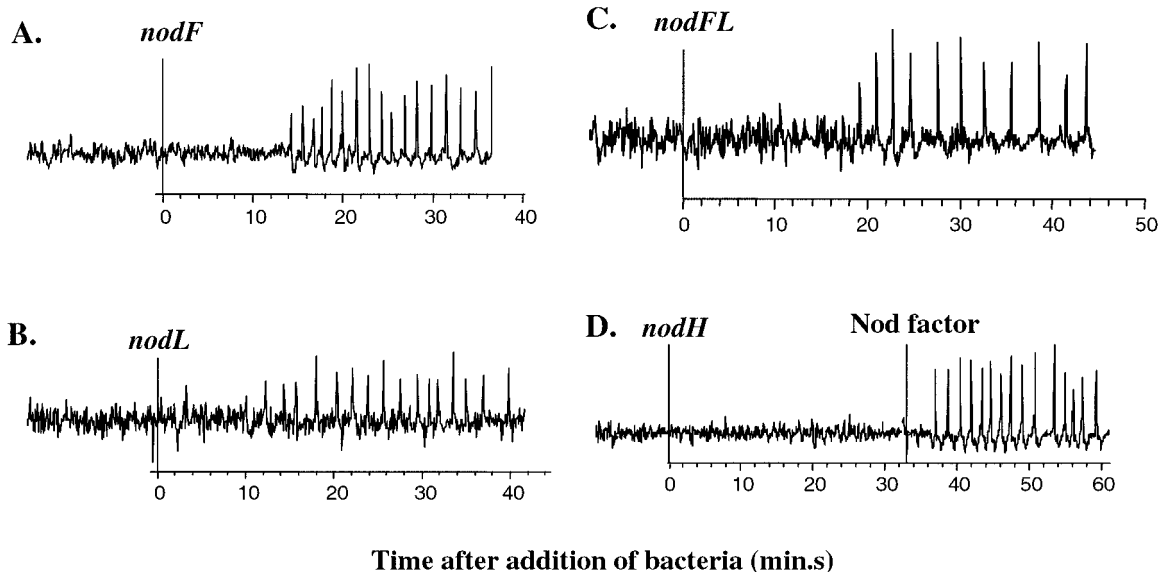 A.
nodF
0 10 20 30 40
B.
nodL
0 10 20 30 40
C.
nodFL
0 10 20 30 40 50
D. nodH Nod factor
0 10 20 30 40 50 60
Time after addition of bacteria (min.s)